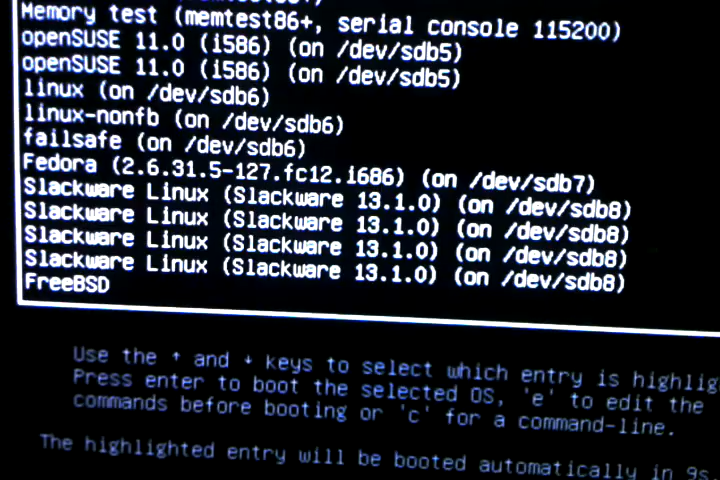 Memory test (memtest86+, serial console 115200)
openSUSE 11.0 (i586) (on /dev/sdb5)
openSUSE 11.0 (i586) (on /dev/sdb5)
linux (on /dev/sdb6)
linux-nonfb (on /dev/sdb6)
failsafe (on /dev/sdb6)
Fedora (2.6.31.5-127.fc12.i686) (on /dev/sdb7)
Slackware Linux (Slackware 13.1.0) (on /dev/sdb8)
Slackware Linux (Slackware 13.1.0) (on /dev/sdb8)
Slackware Linux (Slackware 13.1.0) (on /dev/sdb8)
Slackware Linux (Slackware 13.1.0) (on /dev/sdb8)
FreeBSD
Use the ↑ and ↓ keys to select which entry is highlig
Press enter to boot the selected OS, 'e' to edit the
commands before booting or 'c' for a command-line.
The highlighted entry will be booted automatically in 9s.